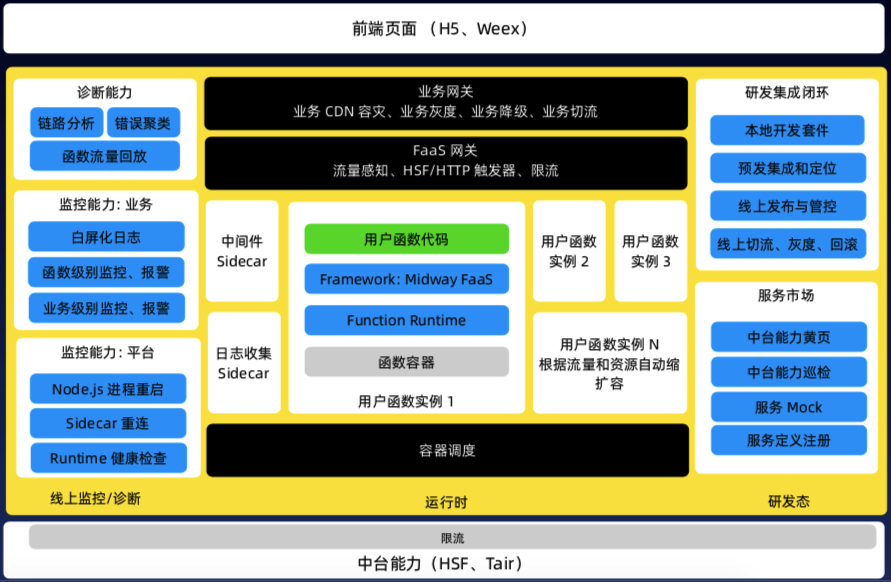 前端页面 （H5、Weex）
诊断能力
链路分析
错误聚类
函数流量回放
监控能力: 业务
白屏化日志
函数级别监控、报警
业务级别监控、报警
监控能力: 平台
Node.js 进程重启
Sidecar 重连
Runtime 健康检查
线上监控/诊断
业务网关
业务 CDN 容灾、业务灰度、业务降级、业务切流
FaaS 网关
流量感知、HSF/HTTP 触发器、限流
中间件
Sidecar
日志收集
Sidecar
用户函数代码
Framework: Midway FaaS
Function Runtime
函数容器
用户函数实例 1
用户函数
实例 2
用户函数
实例 3
用户函数实例 N
根据流量和资源自动缩
扩容
容器调度
运行时
研发集成闭环
本地开发套件
预发集成和定位
线上发布与管控
线上切流、灰度、回滚
服务市场
中台能力黄页
中台能力巡检
服务 Mock
服务定义注册
研发态
限流
中台能力（HSF、Tair）